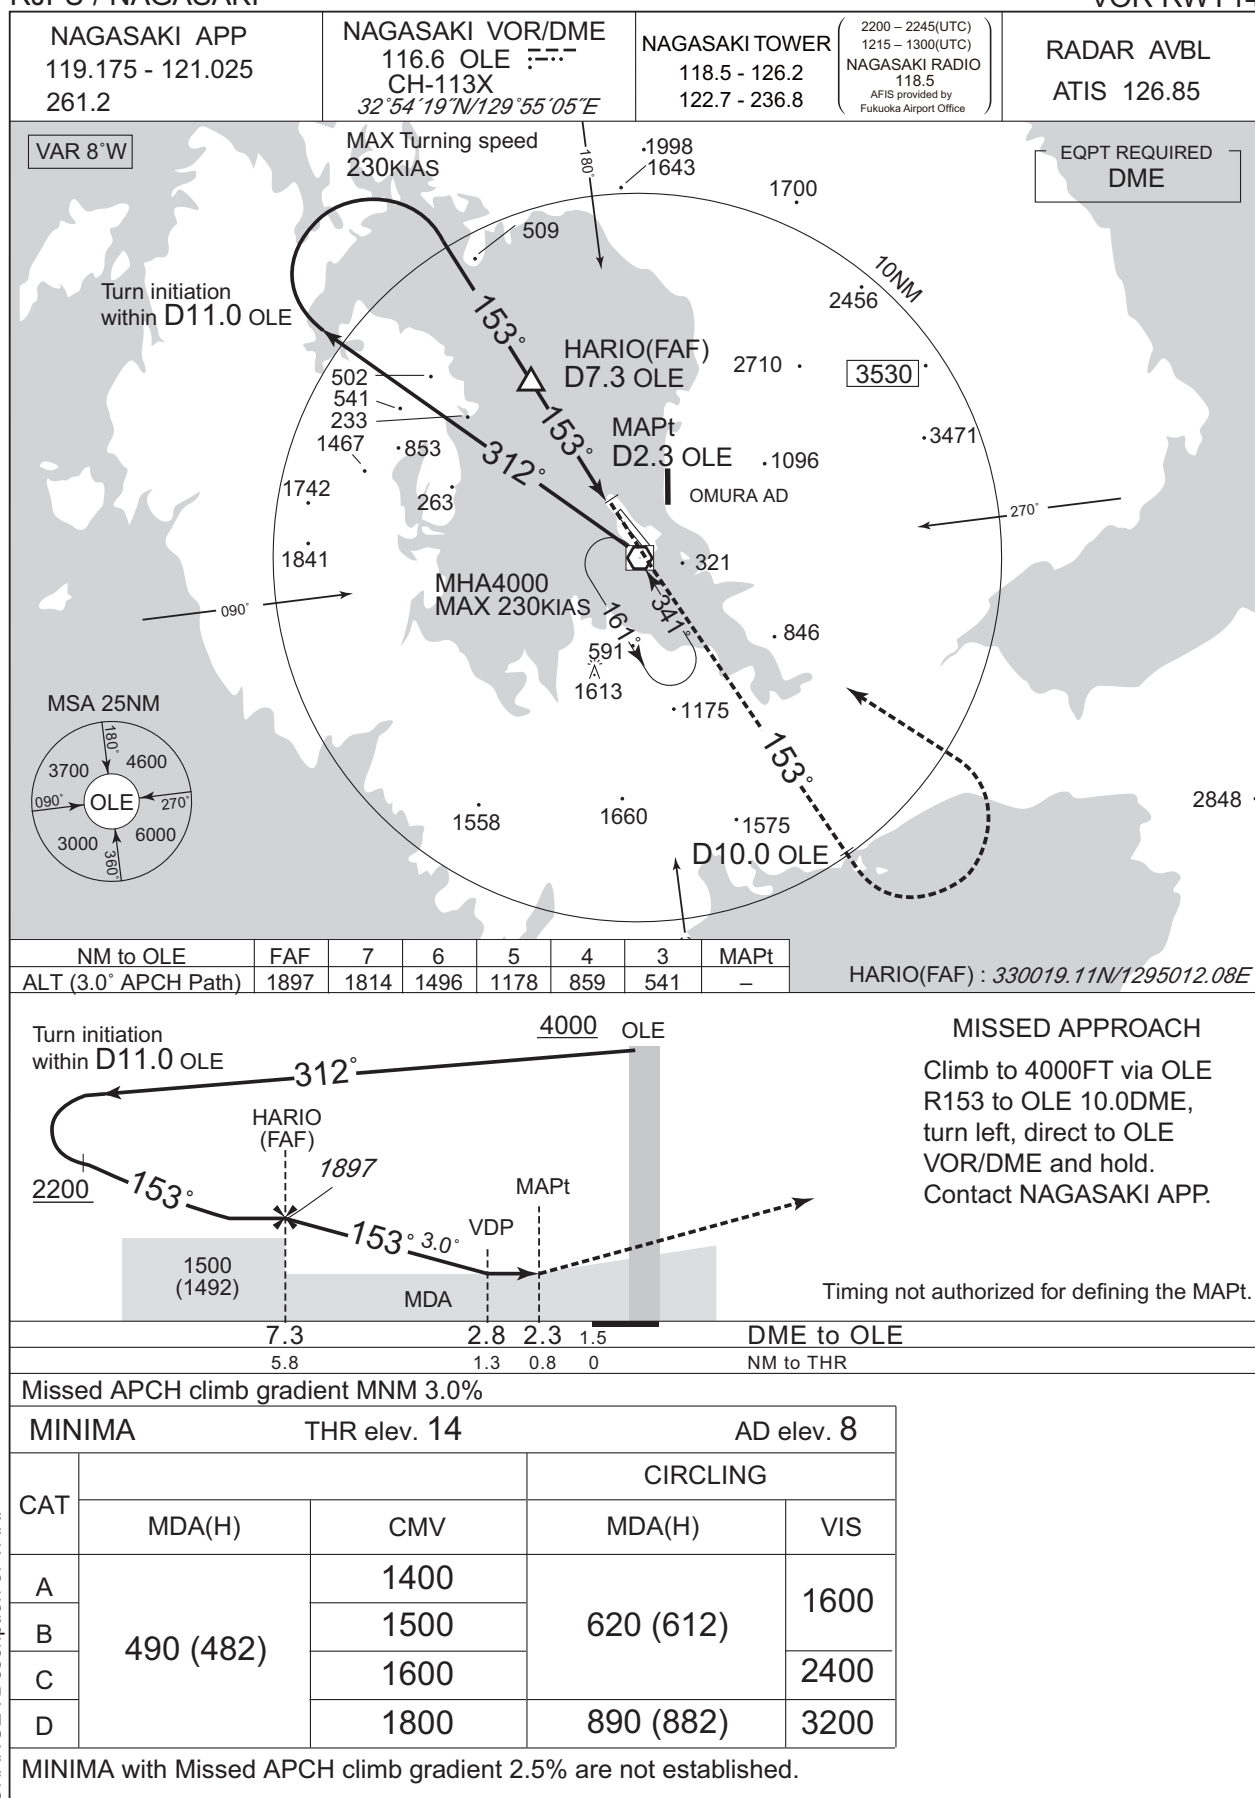 NAGASAKI APP
119.175 - 121.025
261.2
NAGASAKI VOR/DME
116.6 OLE
CH-113X
32°54´19˝N/129°55´05˝E
NAGASAKI TOWER
118.5 - 126.2
122.7 - 236.8
2200 – 2245(UTC)
1215 – 1300(UTC)
NAGASAKI RADIO
118.5
AFIS provided by
Fukuoka Airport Office
RADAR AVBL
ATIS 126.85
VAR 8°W
MAX Turning speed
230KIAS
180°
1998
1643
1700
EQPT REQUIRED
DME
509
10NM
2456
Turn initiation
within D11.0 OLE
153°
HARIO(FAF)
D7.3 OLE
2710
3530
502
541
233
1467
853
153°
MAPt
D2.3 OLE
312°
1096
3471
1742
263
OMURA AD
270°
1841
321
MHA4000
MAX 230KIAS
090°
161°
341°
846
591
1613
1175
MSA 25NM
180°
3700
4600
090°
OLE
270°
3000
6000
360°
153°
2848
1558
1660
1575
D10.0 OLE
NM to OLE FAF 7 6 5 4 3 MAPt
ALT (3.0° APCH Path) 1897 1814 1496 1178 859 541 –
HARIO(FAF) : 330019.11N/1295012.08E
Turn initiation
within D11.0 OLE
4000 OLE
312°
HARIO
(FAF)
1897
2200
153°
MAPt
VDP
153° 3.0°
1500
(1492)
MDA
MISSED APPROACH
Climb to 4000FT via OLE
R153 to OLE 10.0DME,
turn left, direct to OLE
VOR/DME and hold.
Contact NAGASAKI APP.
Timing not authorized for defining the MAPt.
7.3 2.8 2.3 1.5 DME to OLE
5.8 1.3 0.8 0 NM to THR
Missed APCH climb gradient MNM 3.0%
MINIMA THR elev. 14 AD elev. 8
CAT
CIRCLING
MDA(H) CMV MDA(H) VIS
A 1400
B 1500
C 1600
D 1800
490 (482)
620 (612)
1600
2400
890 (882) 3200
MINIMA with Missed APCH climb gradient 2.5% are not established.